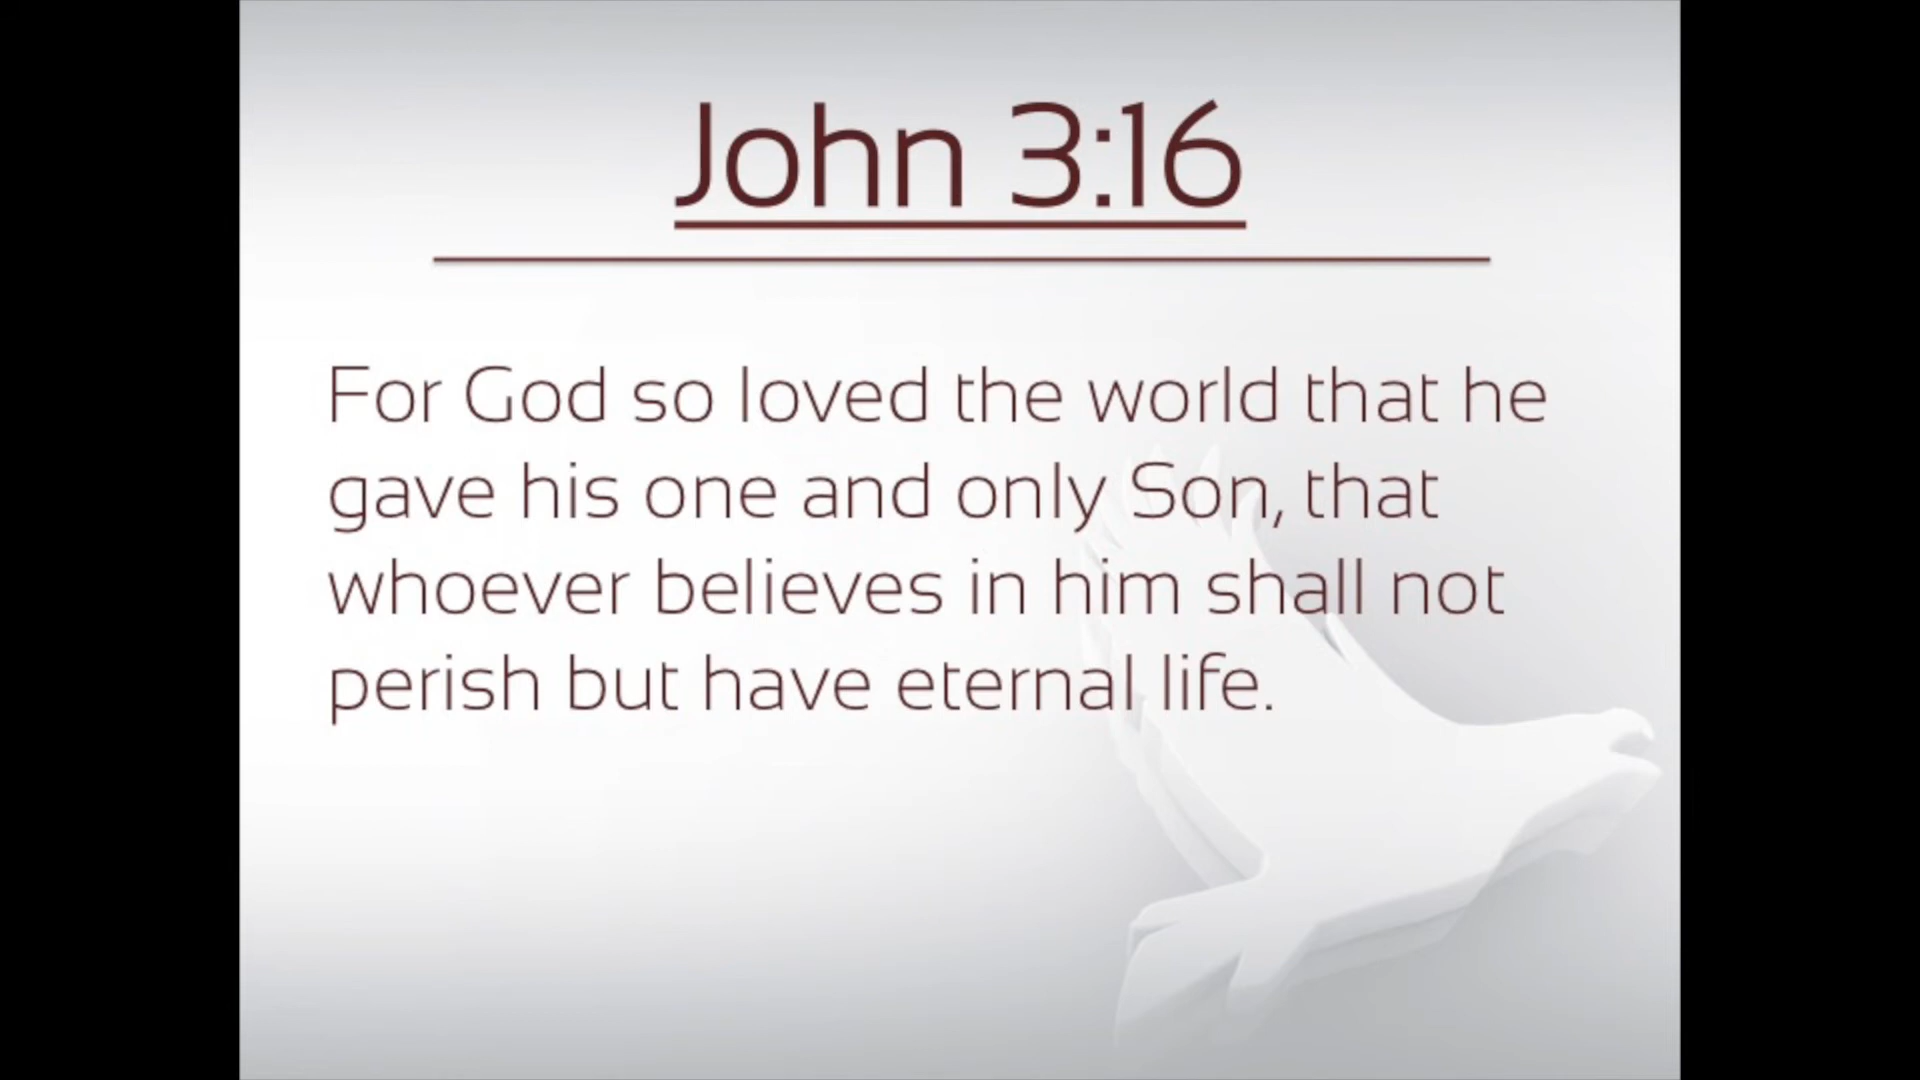 John 3:16
For God so loved the world that he
gave his one and only Son, that
whoever believes in him shall not
perish but have eternal life.